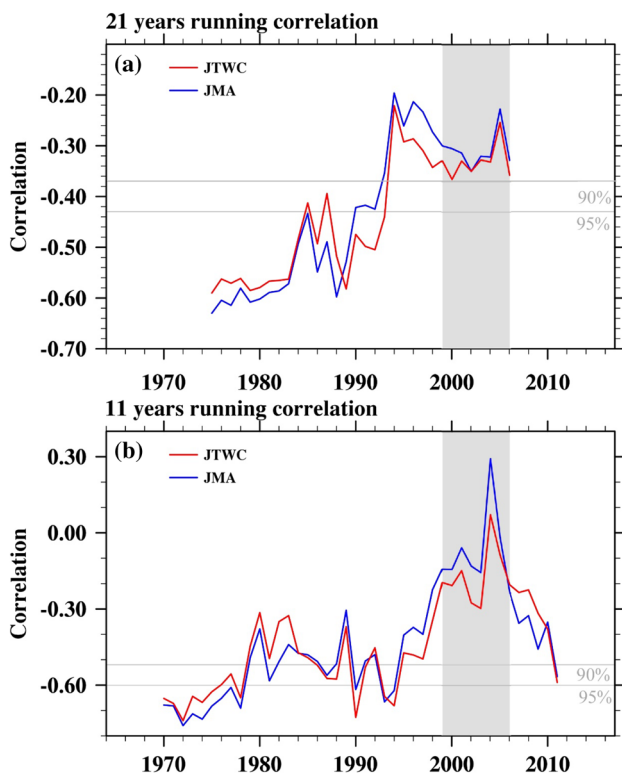 21 years running correlation
(a)
JTWC
JMA
-0.20
-0.30
-0.40
-0.50
-0.60
-0.70
Correlation
90%
95%
1970 1980 1990 2000 2010
11 years running correlation
(b)
JTWC
JMA
0.30
0.00
-0.30
-0.60
Correlation
90%
95%
1970 1980 1990 2000 2010